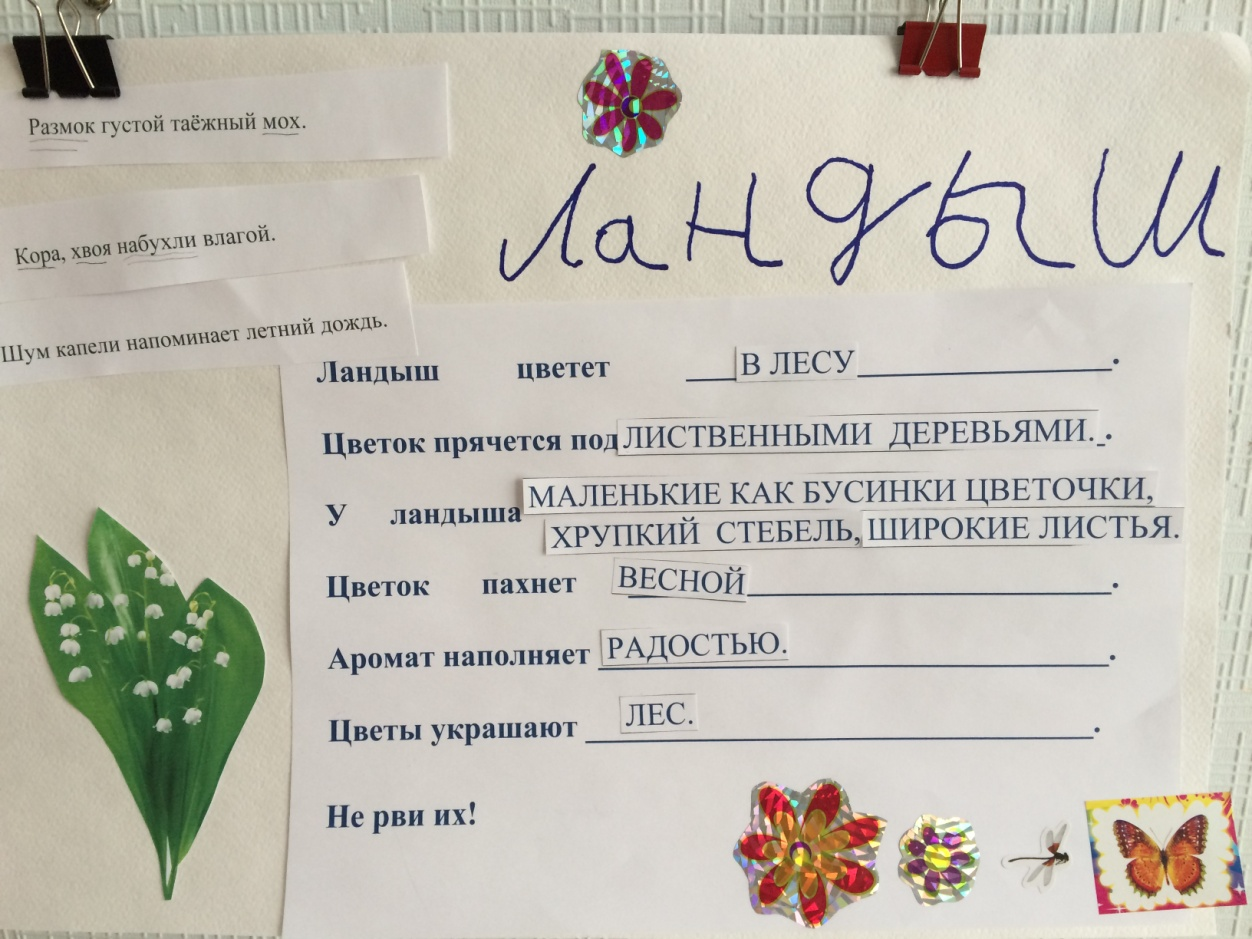 Размок густой таёжный мох.
Кора, хвоя набухли влагой.
Шум капели напоминает летний дождь.
Ландыш
Ландыш цветет В ЛЕСУ.
Цветок прячется под ЛИСТВЕННЫМИ ДЕРЕВЬЯМИ..
У ландыша МАЛЕНЬКИЕ КАК БУСИНКИ ЦВЕТОЧКИ,
ХРУПКИЙ СТЕБЕЛЬ, ШИРОКИЕ ЛИСТЬЯ.
Цветок пахнет ВЕСНОЙ.
Аромат наполняет РАДОСТЬЮ..
Цветы украшают ЛЕС..
Не рви их!